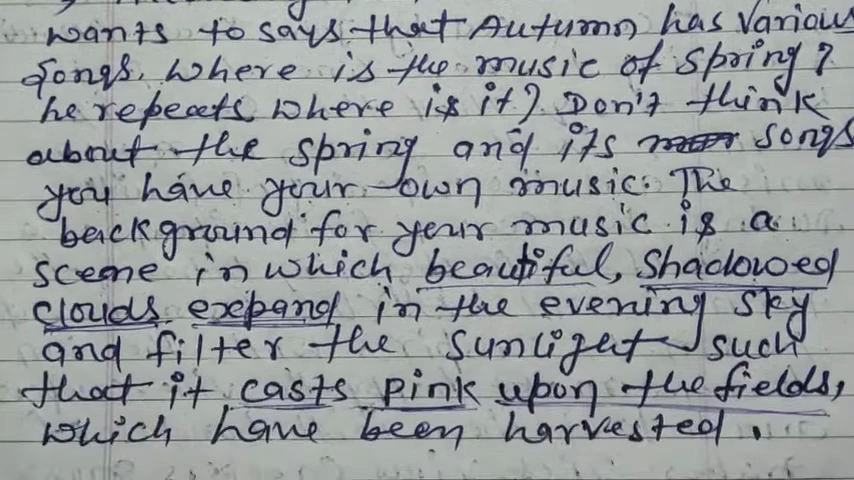 wants to says that Autumn has various
songs, where is the music of spring?
he repeats where is it? Don't think
about the spring and its songs
you have your own music. The
background for your music is a
scene in which beautiful, shadowed
clouds expand in the evening sky
and filter the sunlight such
that it casts pink upon the fields,
which have been harvested.